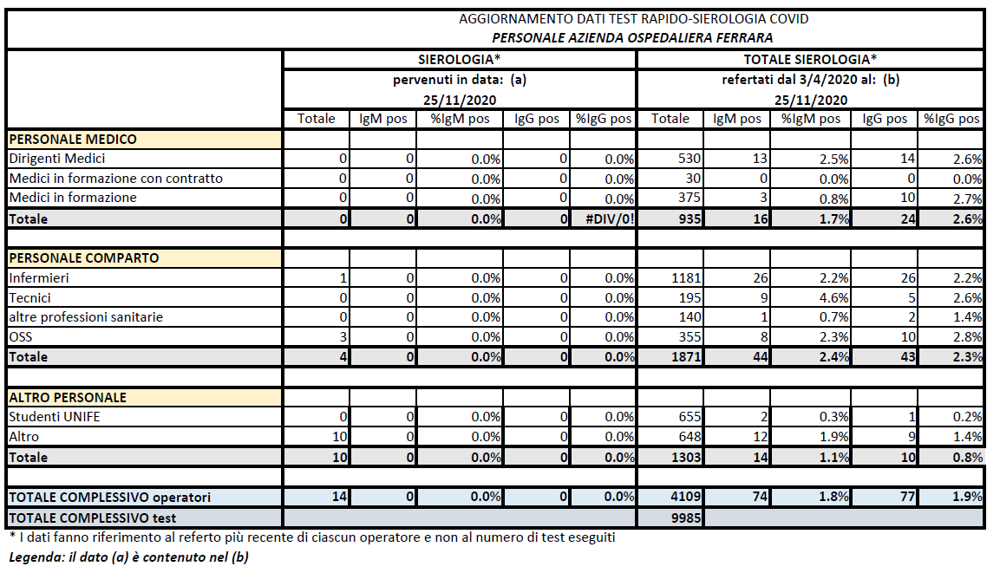 AGGIORNAMENTO DATI TEST RAPIDO-SIEROLOGIA COVID
PERSONALE AZIENDA OSPEDALIERA FERRARA
SIEROLOGIA* TOTALE SIEROLOGIA*
pervenuti in data: (a) refertati dal 3/4/2020 al: (b)
25/11/2020 25/11/2020
Totale IgM pos %IgM pos IgG pos %IgG pos Totale IgM pos %IgM pos IgG pos %IgG pos
PERSONALE MEDICO
Dirigenti Medici 0 0 0.0% 0 0.0% 530 13 2.5% 14 2.6%
Medici in formazione con contratto 0 0 0.0% 0 0.0% 30 0 0.0% 0 0.0%
Medici in formazione 0 0 0.0% 0 0.0% 375 3 0.8% 10 2.7%
Totale 0 0 0.0% 0 #DIV/0! 935 16 1.7% 24 2.6%
PERSONALE COMPARTO
Infermieri 1 0 0.0% 0 0.0% 1181 26 2.2% 26 2.2%
Tecnici 0 0 0.0% 0 0.0% 195 9 4.6% 5 2.6%
altre professioni sanitarie 0 0 0.0% 0 0.0% 140 1 0.7% 2 1.4%
OSS 3 0 0.0% 0 0.0% 355 8 2.3% 10 2.8%
Totale 4 0 0.0% 0 0.0% 1871 44 2.4% 43 2.3%
ALTRO PERSONALE
Studenti UNIFE 0 0 0.0% 0 0.0% 655 2 0.3% 1 0.2%
Altro 10 0 0.0% 0 0.0% 648 12 1.9% 9 1.4%
Totale 10 0 0.0% 0 0.0% 1303 14 1.1% 10 0.8%
TOTALE COMPLESSIVO operatori 14 0 0.0% 0 0.0% 4109 74 1.8% 77 1.9%
TOTALE COMPLESSIVO test 9985
* I dati fanno riferimento al referto più recente di ciascun operatore e non al numero di test eseguiti
Legenda: il dato (a) è contenuto nel (b)